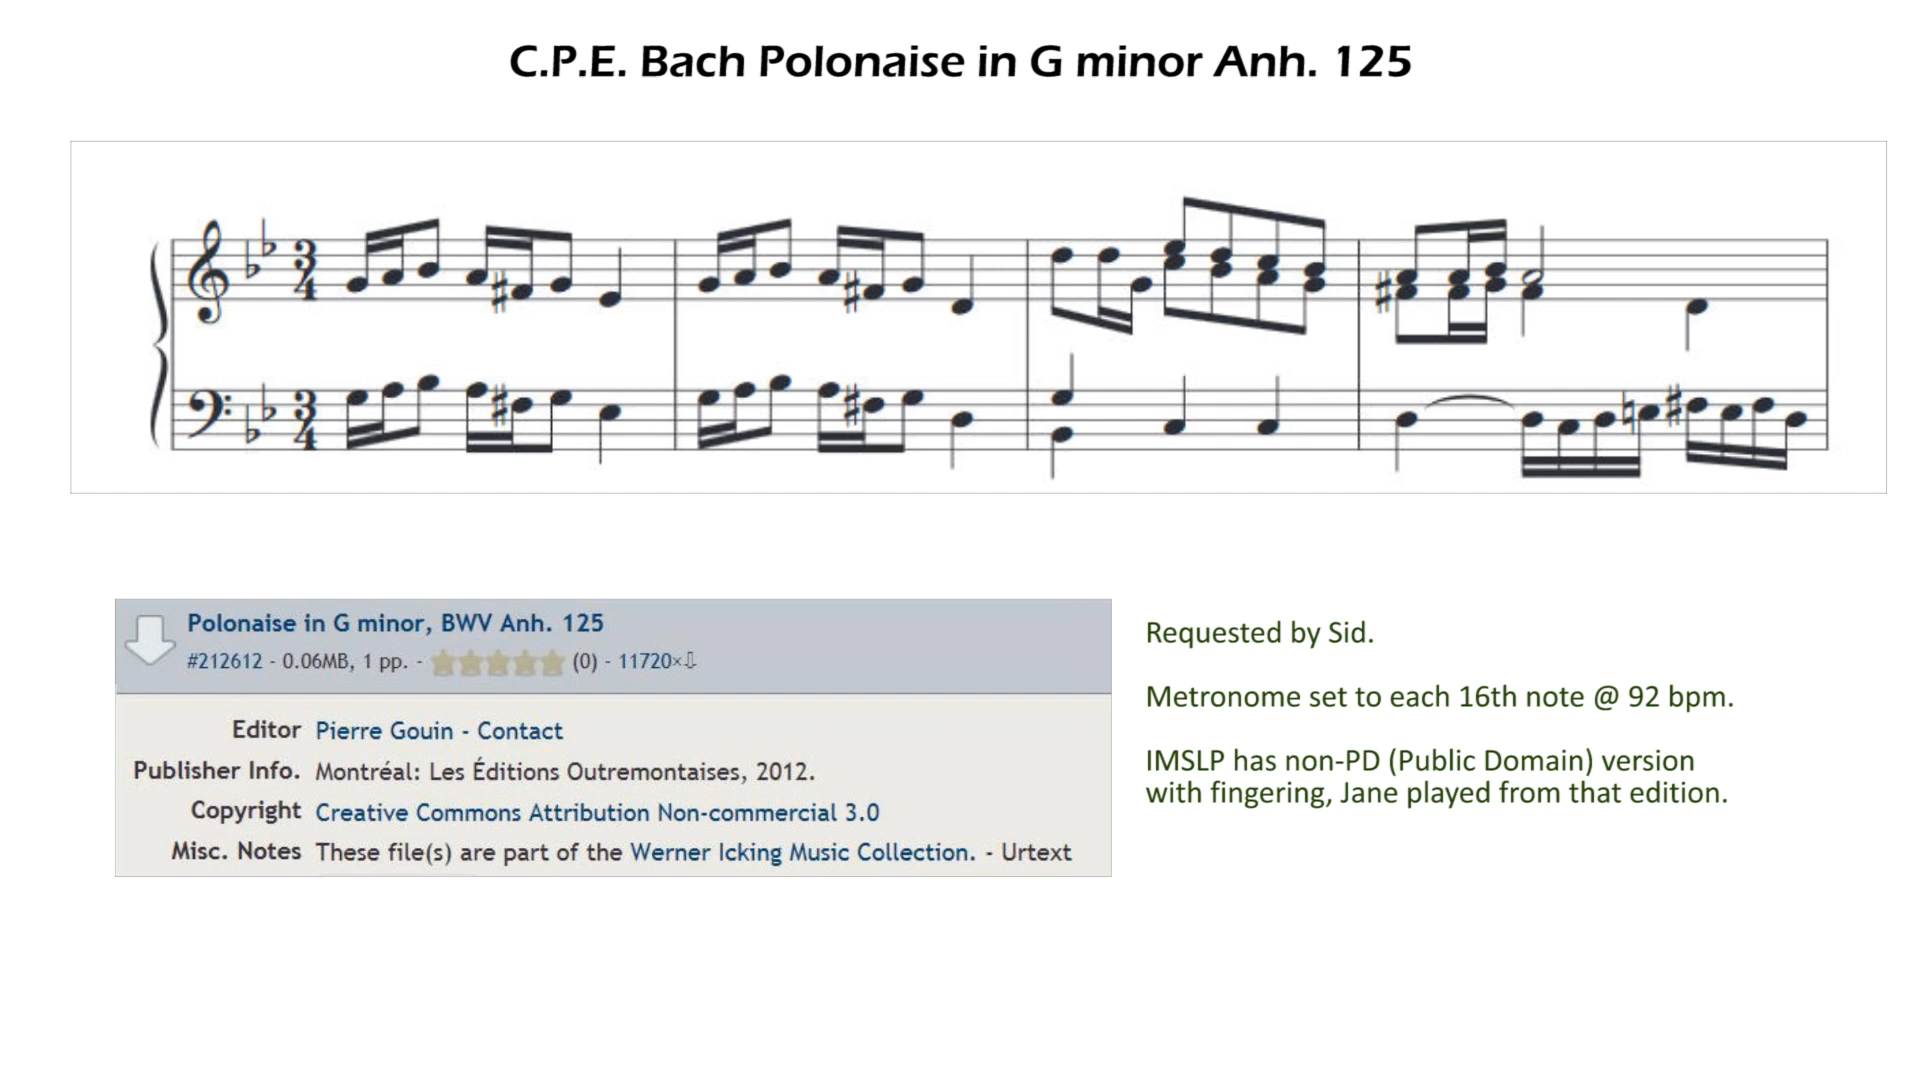 C.P.E. Bach Polonaise in G minor Anh. 125
3
4
3
4
Polonaise in G minor, BWV Anh. 125
#212612 - 0.06MB, 1 pp. - (0) - 11720×⇩
Editor Pierre Gouin - Contact
Publisher Info. Montréal: Les Éditions Outremontaises, 2012.
Copyright Creative Commons Attribution Non-commercial 3.0
Misc. Notes These file(s) are part of the Werner Icking Music Collection. - Urtext
Requested by Sid.
Metronome set to each 16th note @ 92 bpm.
IMSLP has non-PD (Public Domain) version
with fingering, Jane played from that edition.